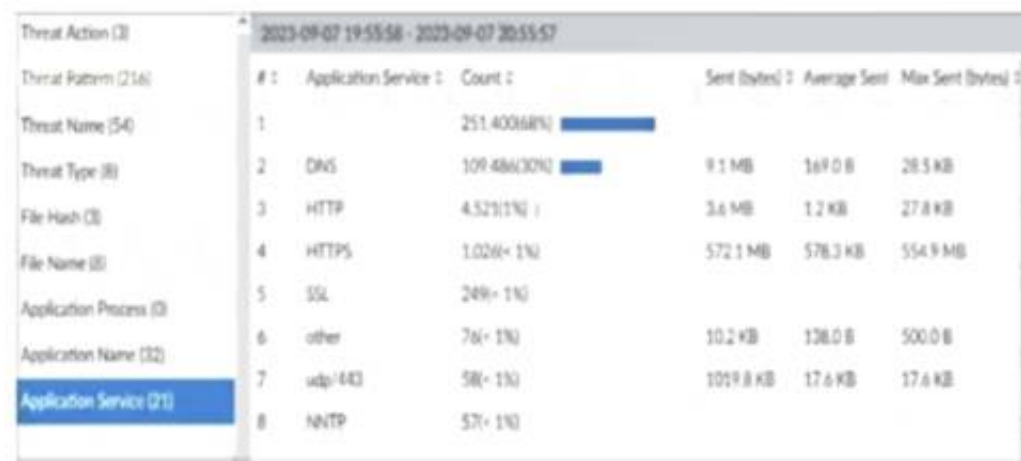 Threat Action (3)
Threat Pattern (216)
Threat Name (54)
Threat Type (8)
File Hash (3)
File Name (8)
Application Process (0)
Application Name (32)
Application Service (21)
2023-09-07 19:55:58 - 2023-09-07 20:55:57
# Application Service Count Sent (bytes) Average Sent Max Sent (bytes)
1 251,400(68%)
2 DNS 109,486(30%) 9.1 MB 169.0 B 28.5 KB
3 HTTP 4,521(1%) 3.6 MB 1.2 KB 27.8 KB
4 HTTPS 1,026(< 1%) 572.1 MB 578.3 KB 554.9 MB
5 SSL 249(< 1%)
6 other 76(< 1%) 10.2 KB 138.0 B 500.0 B
7 udp/443 58(< 1%) 1019.8 KB 17.6 KB 17.6 KB
8 NNTP 57(< 1%)